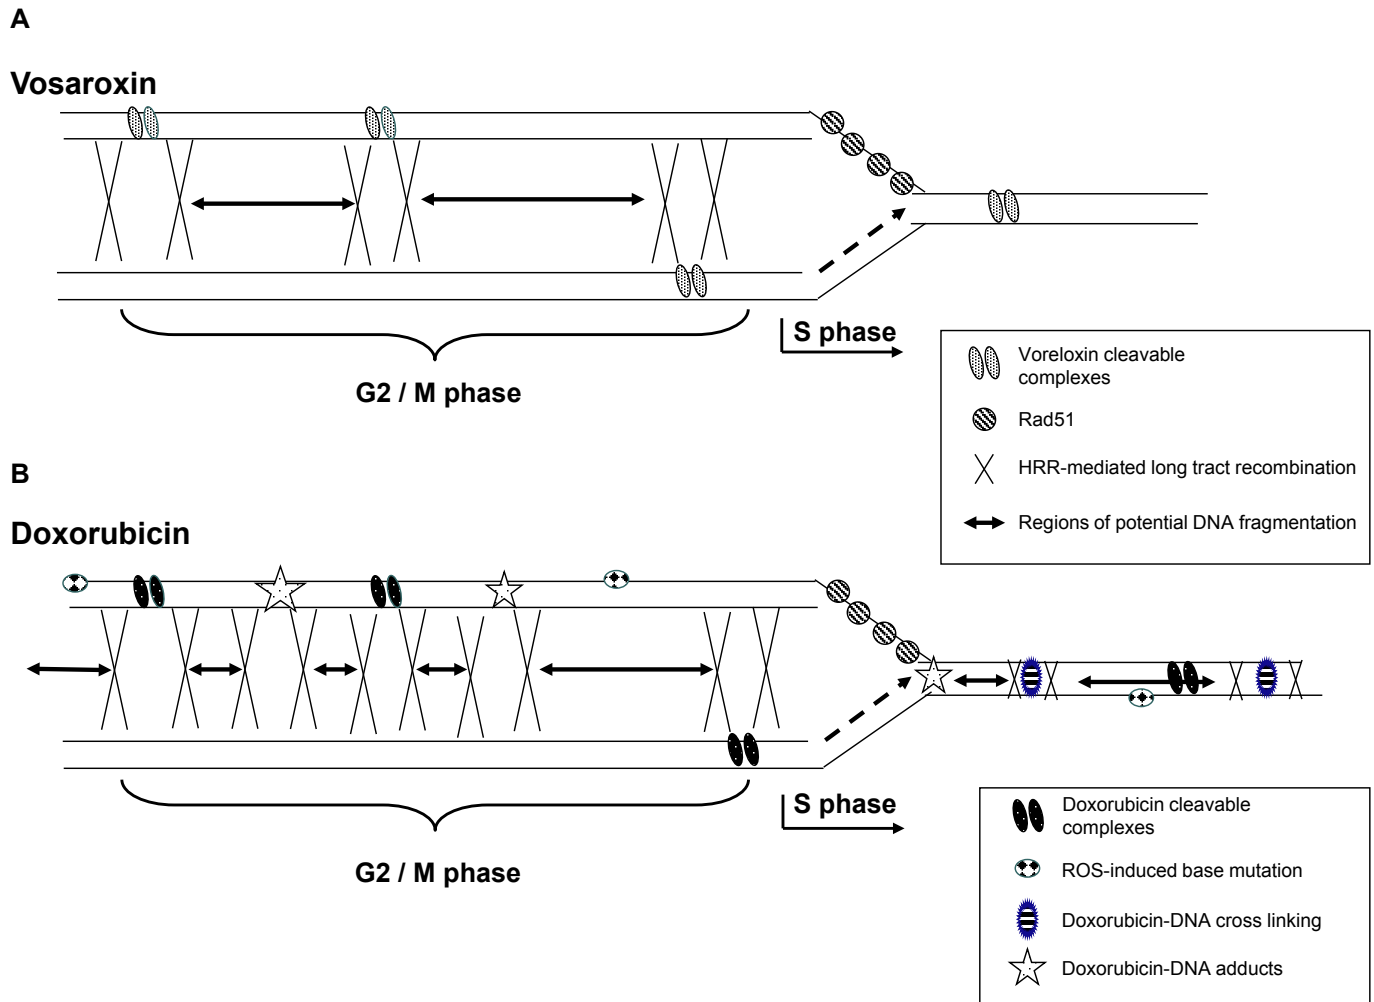 A
Vosaroxin
S phase
G2 / M phase
Voreloxin cleavable
complexes
Rad51
HRR-mediated long tract recombination
Regions of potential DNA fragmentation
B
Doxorubicin
S phase
G2 / M phase
Doxorubicin cleavable
complexes
ROS-induced base mutation
Doxorubicin-DNA cross linking
Doxorubicin-DNA adducts